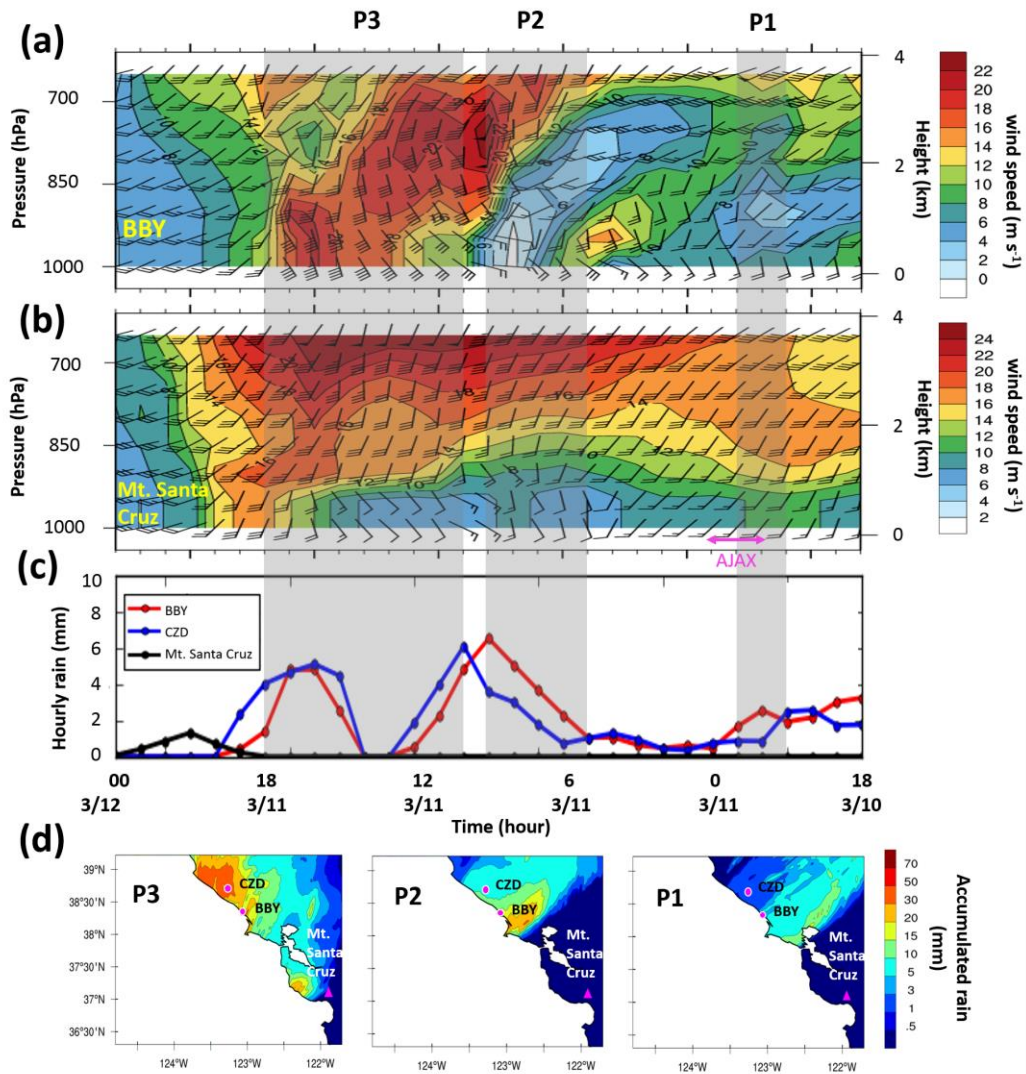 P3 P2 P1
(a)
Pressure (hPa)
700
850
1000
BBY
4
2
0
Height (km)
22
20
18
16
14
12
10
8
6
4
2
0
wind speed (m s⁻¹)
(b)
Pressure (hPa)
700
850
1000
Mt. Santa
Cruz
4
2
0
Height (km)
24
22
20
18
16
14
12
10
8
6
4
2
wind speed (m s⁻¹)
AJAX
(c)
Hourly rain (mm)
10
8
6
4
2
0
BBY
CZD
Mt. Santa Cruz
00 18 12 6 0 18
3/12 3/11 3/11 3/11 3/11 3/10
Time (hour)
(d)
39°N
38°30'N
38°N
37°30'N
37°N
36°30'N
P3
CZD
BBY
Mt.
Santa
Cruz
124°W 123°W 122°W
P2
CZD
BBY
Mt.
Santa
Cruz
124°W 123°W 122°W
P1
CZD
BBY
Mt.
Santa
Cruz
124°W 123°W 122°W
70
50
30
20
15
10
5
3
1
.5
Accumulated rain
(mm)